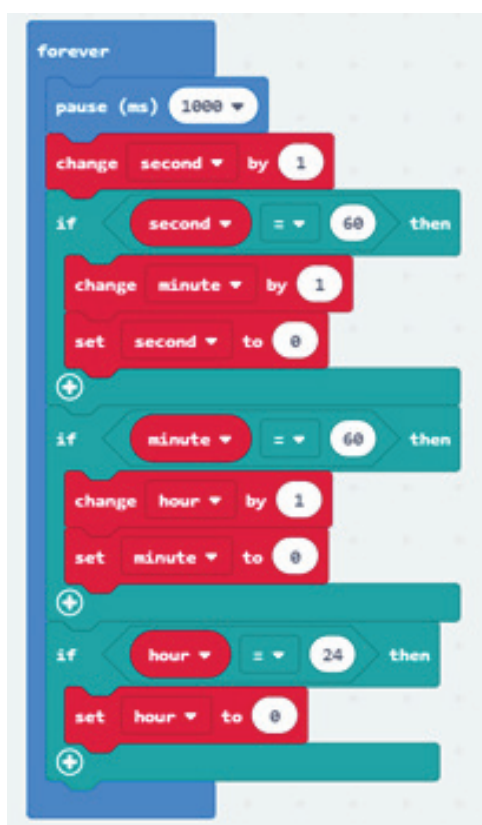 forever
pause (ms) 1000
change second by 1
if second = 60 then
change minute by 1
set second to 0
if minute = 60 then
change hour by 1
set minute to 0
if hour = 24 then
set hour to 0